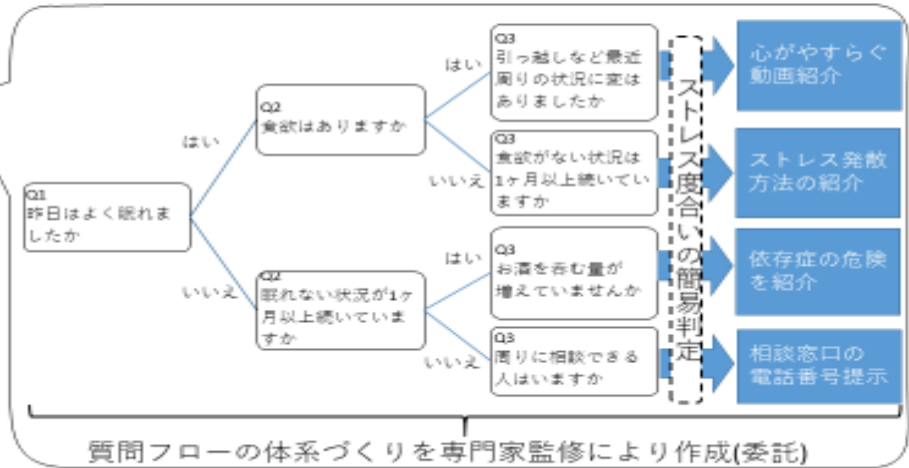 Q1
昨日はよく眠れま
したか
はい
いいえ
Q2
食欲はありますか
Q2
眠れない状況が1ヶ
月以上続いていま
すか
はい
いいえ
はい
いいえ
Q3
引っ越しなど最近
周りの状況に変は
ありましたか
Q3
食欲がない状況は
1ヶ月以上続いてい
ますか
Q3
お酒を呑む量が
増えていませんか
Q3
周りに相談できる
人はいますか
ストレス度合いの簡易判定
心がやすらぐ
動画紹介
ストレス発散
方法の紹介
依存症の危険
を紹介
相談窓口の
電話番号提示
質問フローの体系づくりを専門家監修により作成(委託)